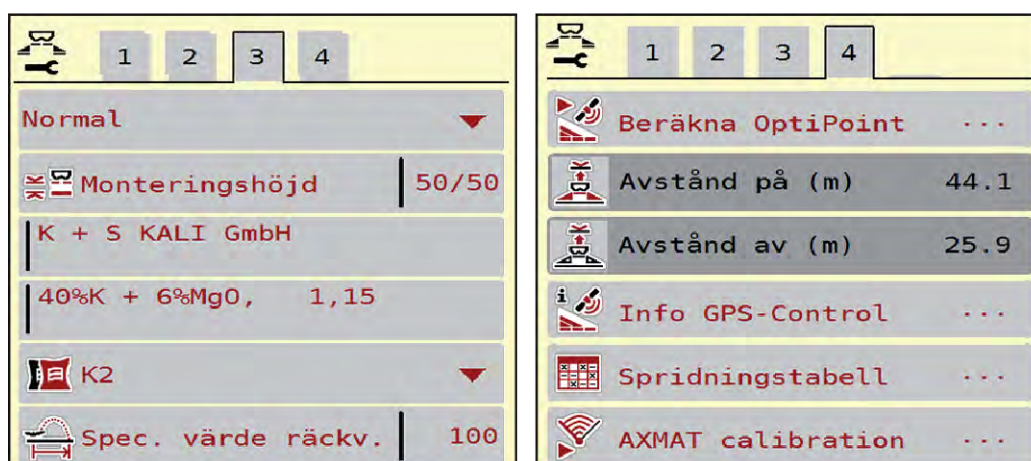 1 2 3 4
Normal
Monteringshöjd 50/50
K + S KALI GmbH
40%K + 6%MgO, 1,15
K2
Spec. värde räckv. 100
1 2 3 4
Beräkna OptiPoint ...
Avstånd på (m) 44.1
Avstånd av (m) 25.9
i
Info GPS-Control ...
Spridningstabell ...
AXMAT calibration ...